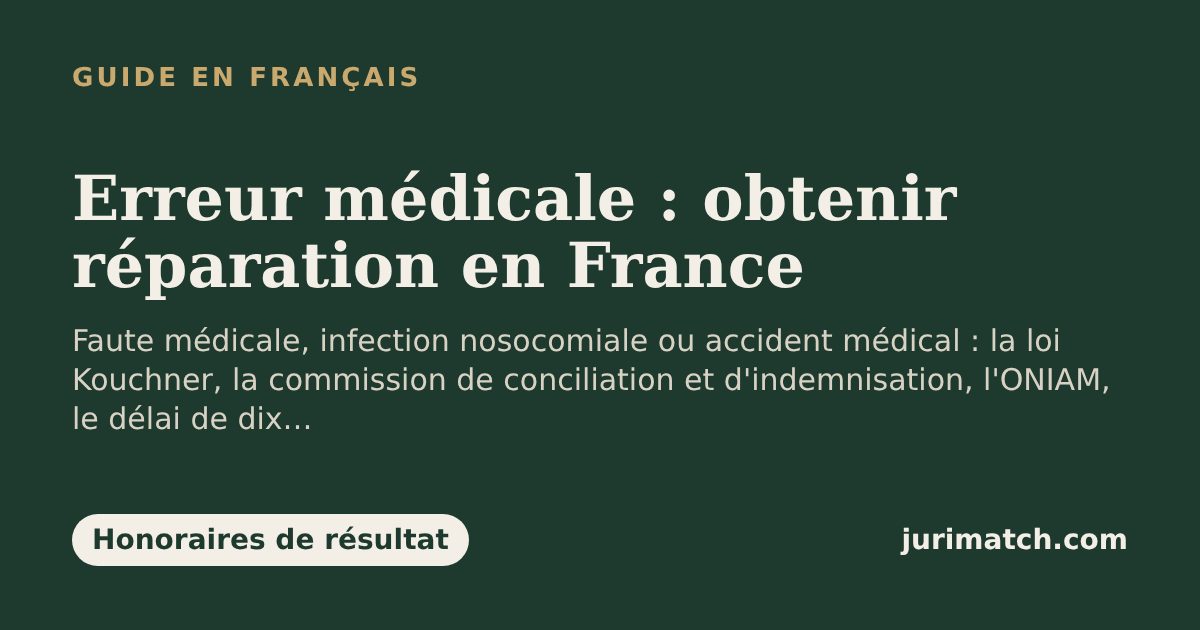 GUIDE EN FRANÇAIS
Erreur médicale : obtenir
réparation en France
Faute médicale, infection nosocomiale ou accident médical : la loi
Kouchner, la commission de conciliation et d'indemnisation, l'ONIAM,
le délai de dix…
Honoraires de résultat
jurimatch.com